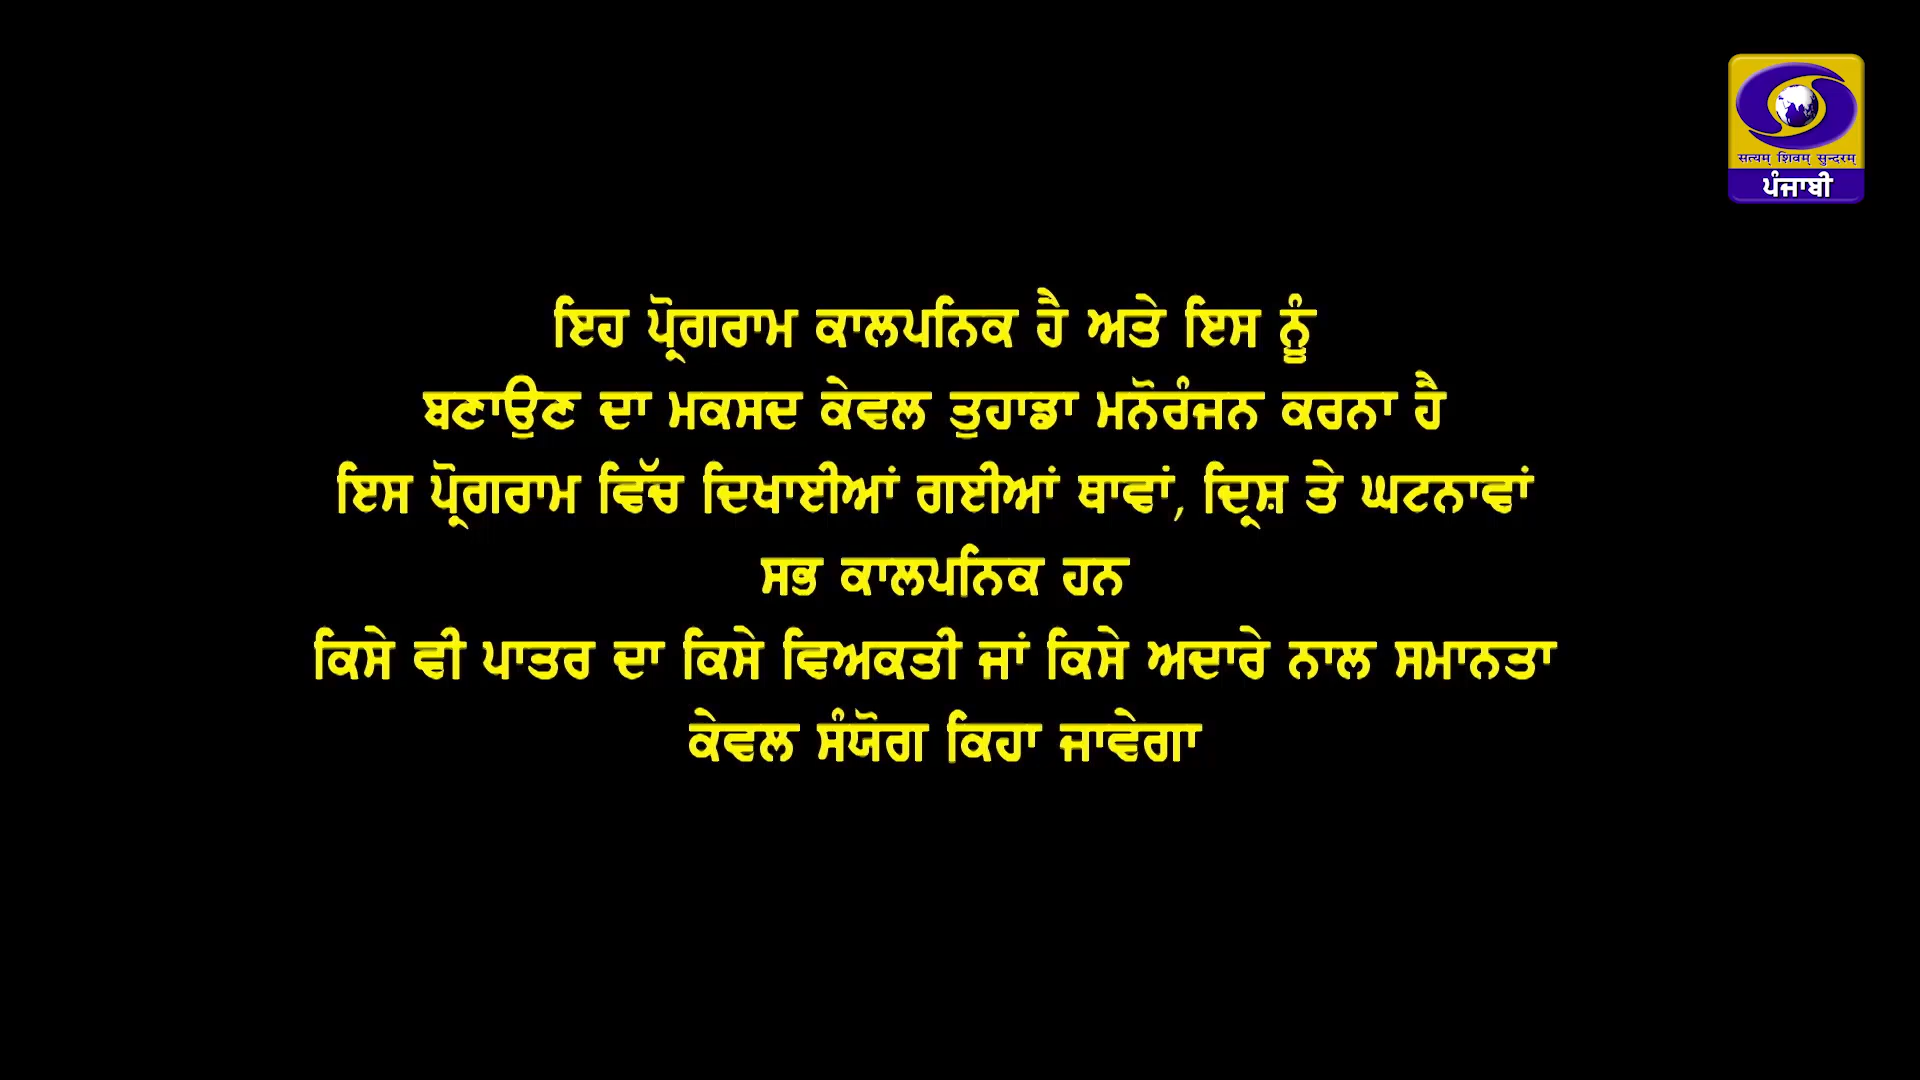 सत्यम् शिवम् सुन्दरम्
ਪੰਜਾਬੀ
ਇਹ ਪ੍ਰੋਗਰਾਮ ਕਾਲਪਨਿਕ ਹੈ ਅਤੇ ਇਸ ਨੂੰ
ਬਣਾਉਣ ਦਾ ਮਕਸਦ ਕੇਵਲ ਤੁਹਾਡਾ ਮਨੋਰੰਜਨ ਕਰਨਾ ਹੈ
ਇਸ ਪ੍ਰੋਗਰਾਮ ਵਿੱਚ ਦਿਖਾਈਆਂ ਗਈਆਂ ਥਾਵਾਂ, ਦ੍ਰਿਸ਼ ਤੇ ਘਟਨਾਵਾਂ
ਸਭ ਕਾਲਪਨਿਕ ਹਨ
ਕਿਸੇ ਵੀ ਪਾਤਰ ਦਾ ਕਿਸੇ ਵਿਅਕਤੀ ਜਾਂ ਕਿਸੇ ਅਦਾਰੇ ਨਾਲ ਸਮਾਨਤਾ
ਕੇਵਲ ਸੰਯੋਗ ਕਿਹਾ ਜਾਵੇਗਾ